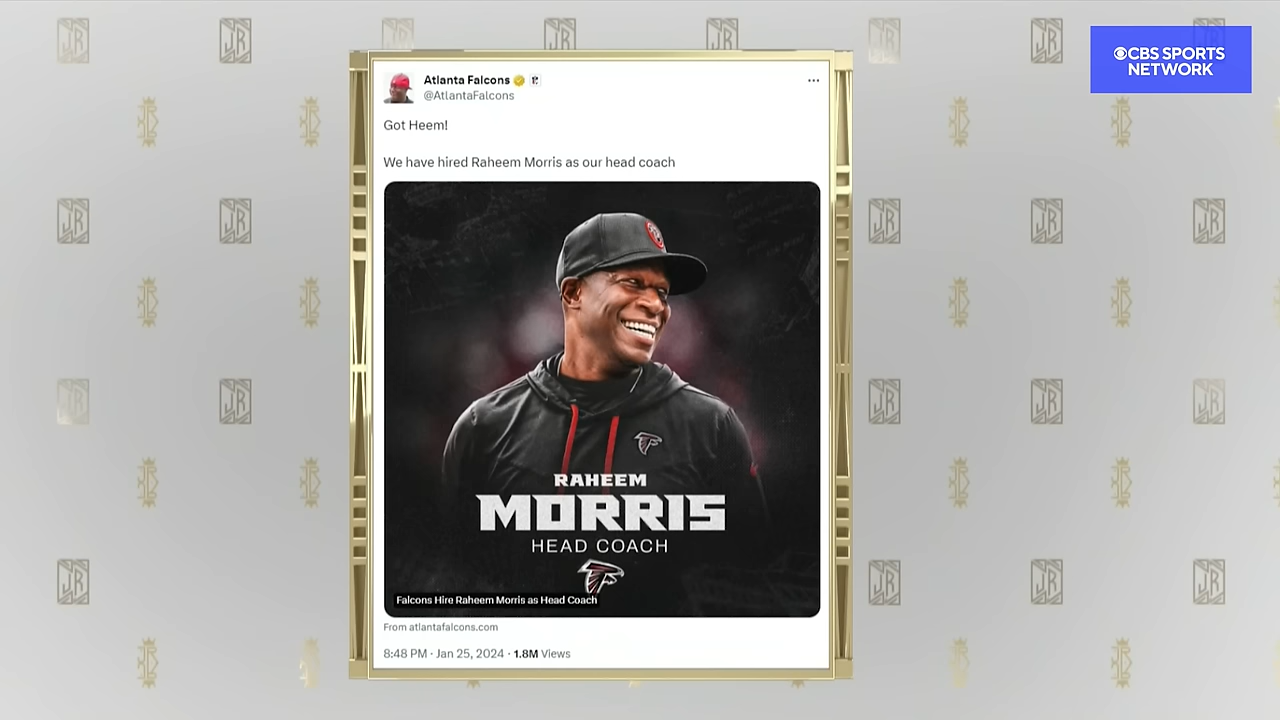 CBS SPORTS
NETWORK
Atlanta Falcons
@AtlantaFalcons
Got Heem!
We have hired Raheem Morris as our head coach
RAHEEM
MORRIS
HEAD COACH
Falcons Hire Raheem Morris as Head Coach
From atlantafalcons.com
8:48 PM · Jan 25, 2024 · 1.8M Views